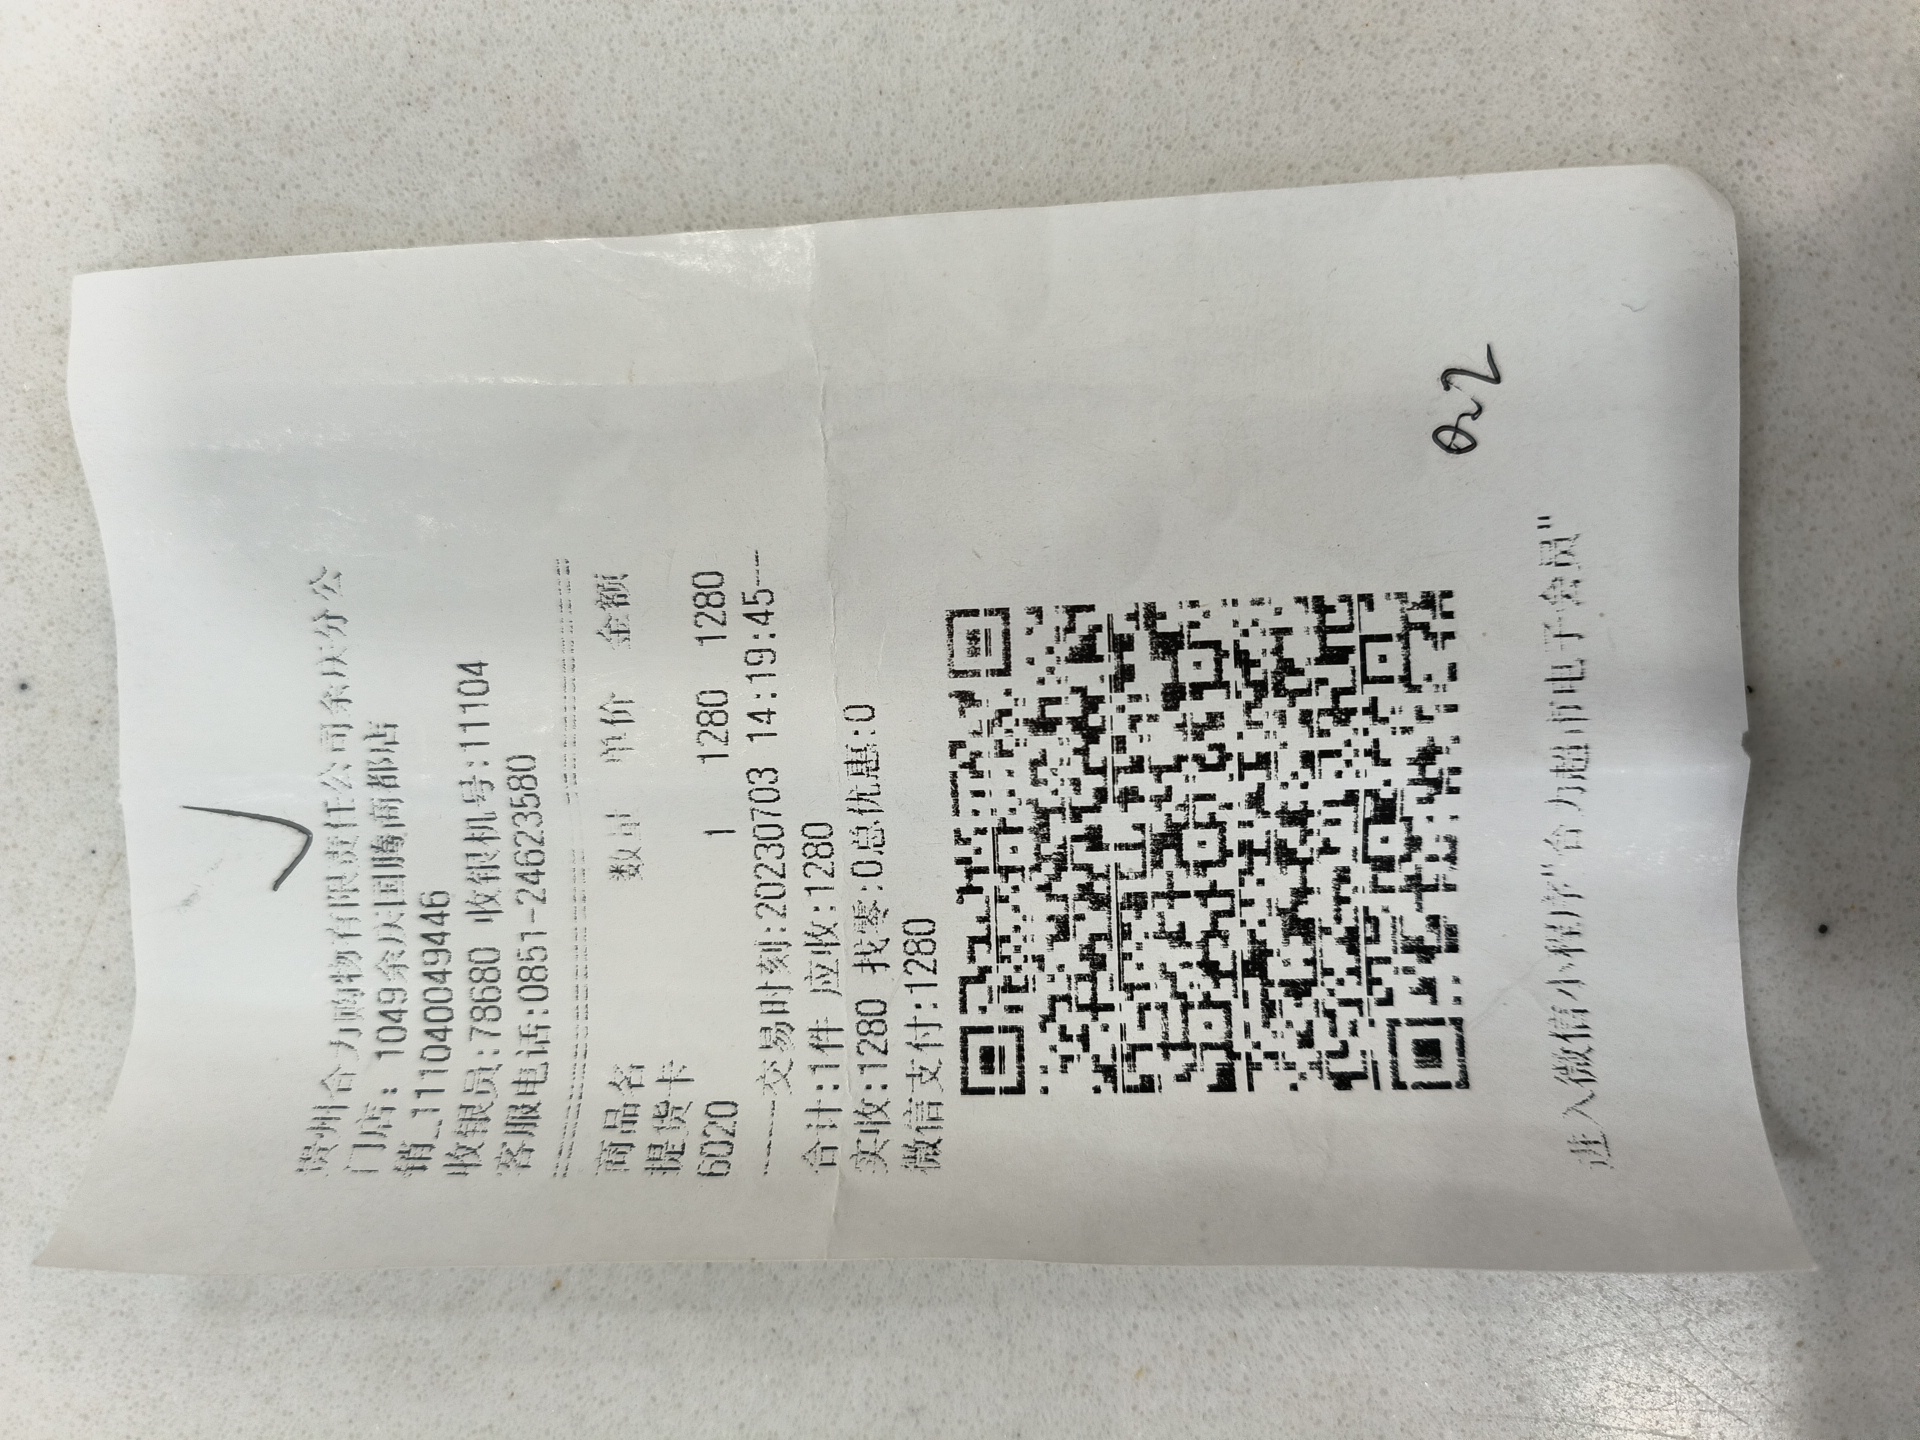 贵州合力购物有限责任公司余庆分公
门店: 1049余庆国腾商都店
销_111040049446
收银员:78680 收银机号:11104
客服电话:0851-24623580
商品名 数量 单价 金额
提货卡
6020 1 1280 1280
-----交易时刻:20230703 14:19:45---
合计:1件 应收:1280
实收:1280 找零:0总优惠:0
微信支付:1280
进入微信小程序"合力超市电子会员"